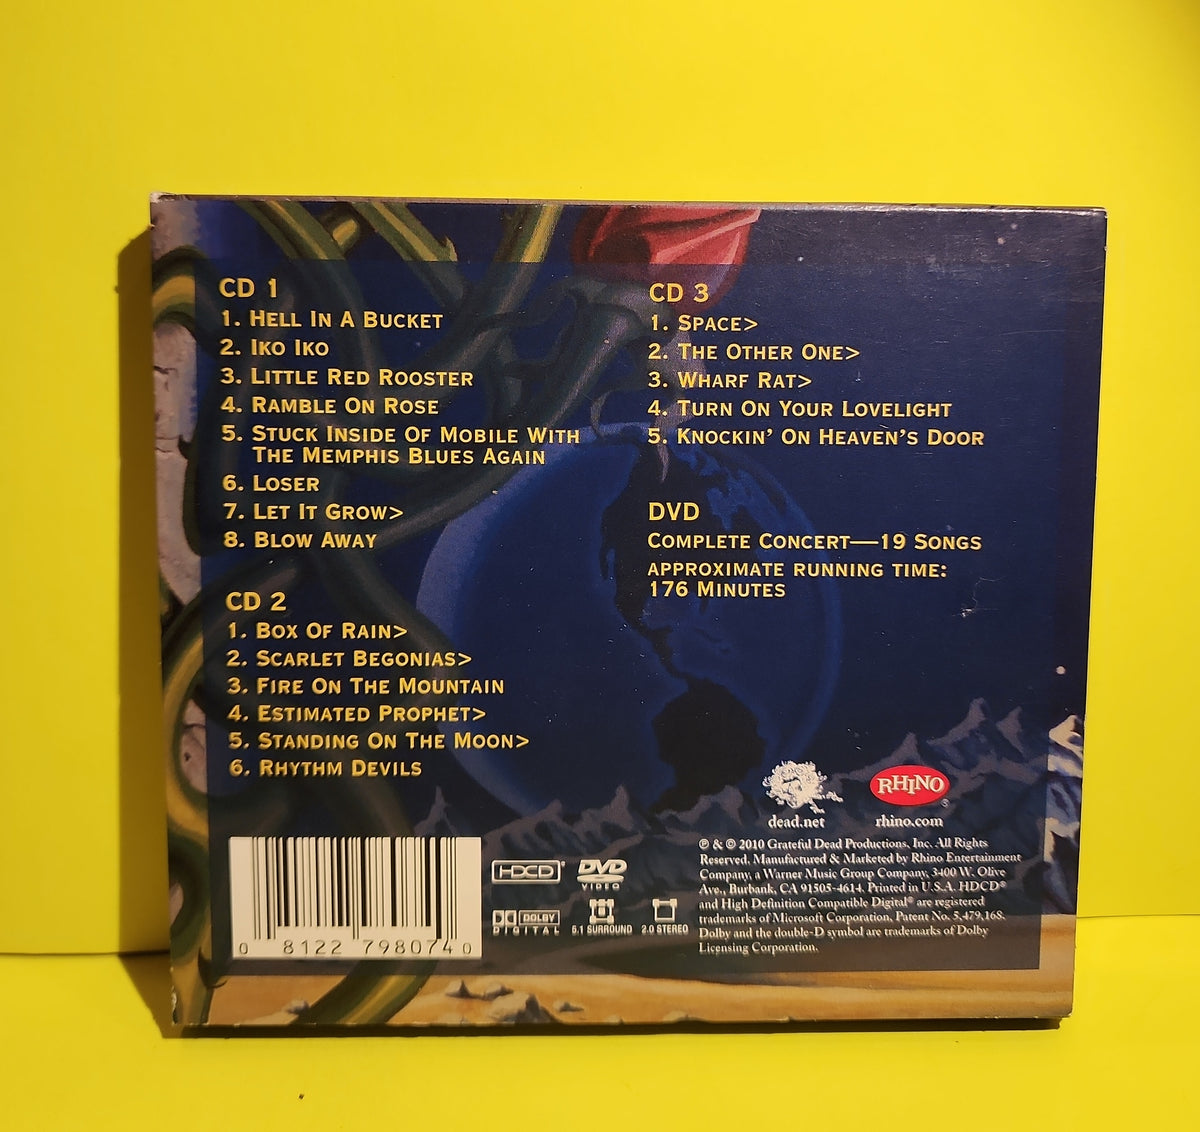 CD 1
1. Hell In A Bucket
2. Iko Iko
3. Little Red Rooster
4. Ramble On Rose
5. Stuck Inside Of Mobile With
The Memphis Blues Again
6. Loser
7. Let It Grow>
8. Blow Away
CD 2
1. Box Of Rain>
2. Scarlet Begonias>
3. Fire On The Mountain
4. Estimated Prophet>
5. Standing On The Moon>
6. Rhythm Devils
CD 3
1. Space>
2. The Other One>
3. Wharf Rat>
4. Turn On Your Lovelight
5. Knockin' On Heaven's Door
DVD
Complete Concert—19 Songs
approximate running time:
176 Minutes
dead.net
RHINO®
rhino.com
0 8122 798074 0
HDCD®
DVD
VIDEO
DOLBY
DIGITAL
5.1 SURROUND
2.0 STEREO
℗ & © 2010 Grateful Dead Productions, Inc. All Rights
Reserved. Manufactured & Marketed by Rhino Entertainment
Company, a Warner Music Group Company, 3400 W. Olive
Ave., Burbank, CA 91505-4614. Printed in U.S.A. HDCD®
and High Definition Compatible Digital® are registered
trademarks of Microsoft Corporation, Patent No. 5,479,168.
Dolby and the double-D symbol are trademarks of Dolby
Licensing Corporation.